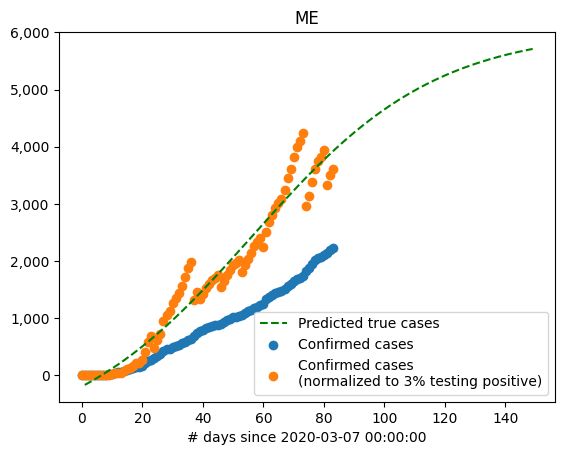 ME
6,000
5,000
4,000
3,000
2,000
1,000
0
Predicted true cases
Confirmed cases
Confirmed cases
(normalized to 3% testing positive)
0 20 40 60 80 100 120 140
# days since 2020-03-07 00:00:00